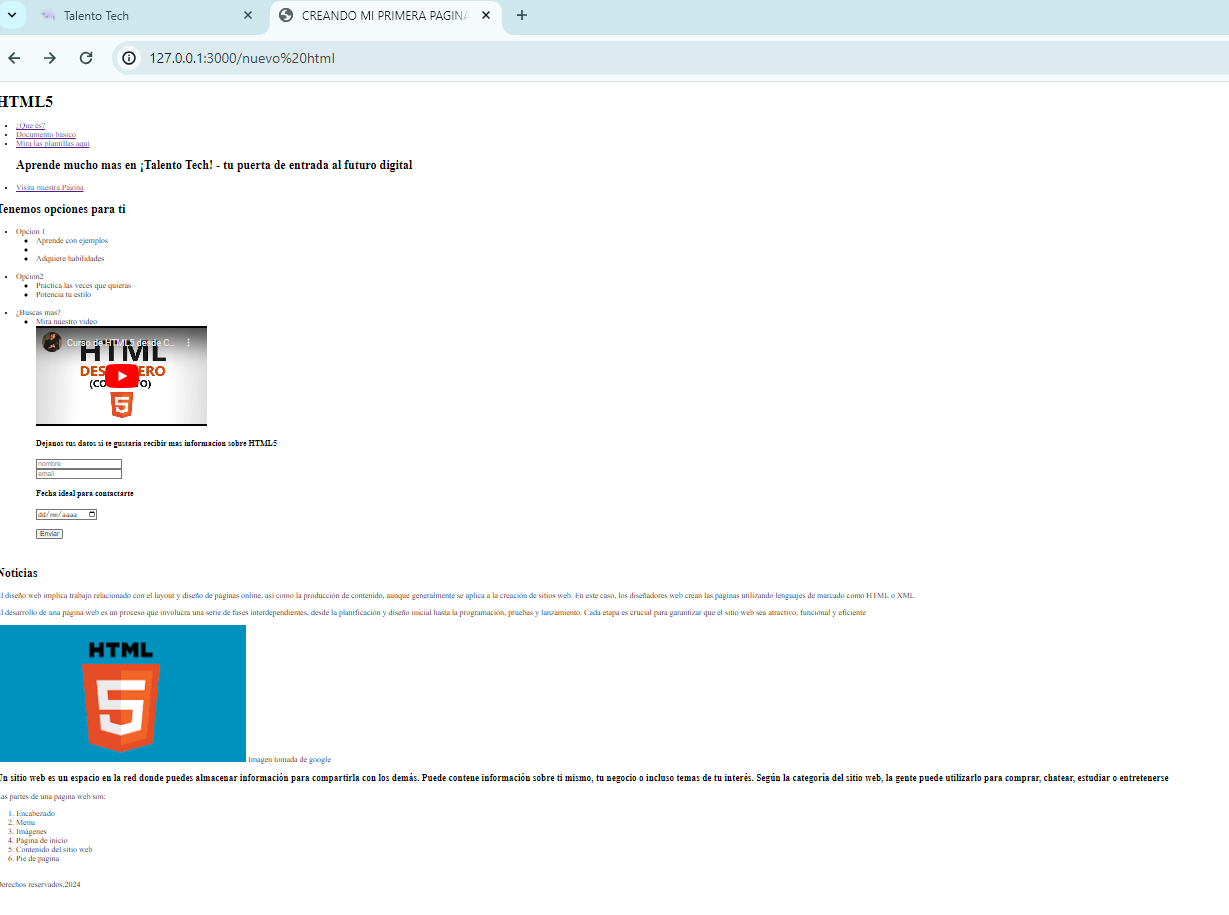 Talento Tech
CREANDO MI PRIMERA PAGINA
127.0.0.1:3000/nuevo%20html
HTML5
¿Que es?
Documento basico
Mira las plantillas aqui
Aprende mucho mas en ¡Talento Tech! - tu puerta de entrada al futuro digital
Visita nuestra Pagina
Tenemos opciones para ti
Opcion 1
Aprende con ejemplos
Adquiere habilidades
Opcion2
Practica las veces que quieras
Potencia tu estilo
¿Buscas mas?
Mira nuestro video
Curso de HTML5 desde C...
HTML
DESDE CERO
(COMPLETO)
5
Dejanos tus datos si te gustaria recibir mas informacion sobre HTML5
nombre
email
Fecha ideal para contactarte
dd/mm/aaaa
Enviar
Noticias
El diseño web implica trabajo relacionado con el layout y diseño de páginas online, así como la producción de contenido, aunque generalmente se aplica a la creación de sitios web. En este caso, los diseñadores web crean las páginas utilizando lenguajes de marcado como HTML o XML
El desarrollo de una página web es un proceso que involucra una serie de fases interdependientes, desde la planificación y diseño inicial hasta la programación, pruebas y lanzamiento. Cada etapa es crucial para garantizar que el sitio web sea atractivo, funcional y eficiente
HTML
5
Imagen tomada de google
Un sitio web es un espacio en la red donde puedes almacenar información para compartirla con los demás. Puede contene información sobre ti mismo, tu negocio o incluso temas de tu interés. Según la categoría del sitio web, la gente puede utilizarlo para comprar, chatear, estudiar o entretenerse
Las partes de una pagina web son:
1. Encabezado
2. Menu
3. Imágenes
4. Página de inicio
5. Contenido del sitio web
6. Pie de pagina
Derechos reservados,2024